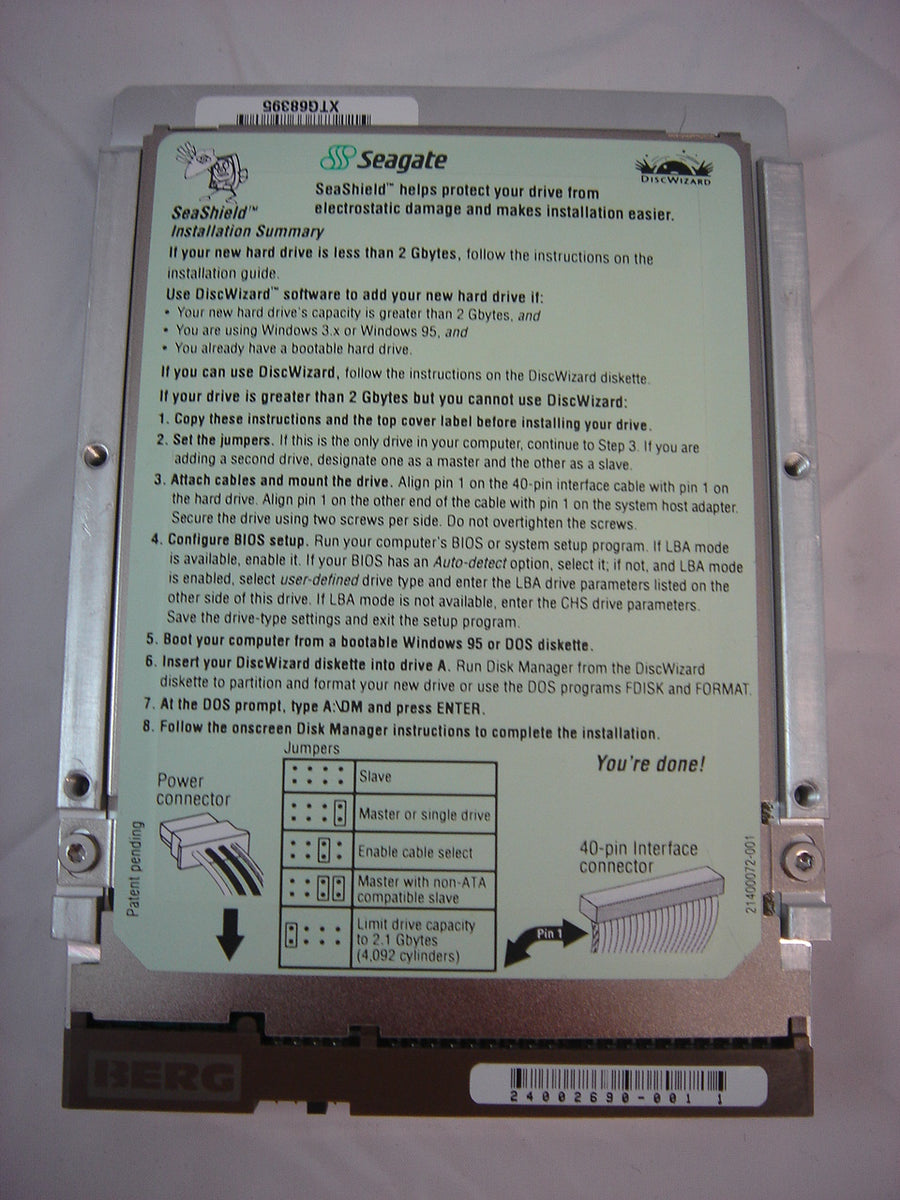 XTG68395
Seagate
DISCWIZARD
SeaShield™ helps protect your drive from
electrostatic damage and makes installation easier.
SeaShield™
Installation Summary
If your new hard drive is less than 2 Gbytes, follow the instructions on the
installation guide.
Use DiscWizard™ software to add your new hard drive if:
• Your new hard drive's capacity is greater than 2 Gbytes, and
• You are using Windows 3.x or Windows 95, and
• You already have a bootable hard drive.
If you can use DiscWizard, follow the instructions on the DiscWizard diskette.
If your drive is greater than 2 Gbytes but you cannot use DiscWizard:
1. Copy these instructions and the top cover label before installing your drive.
2. Set the jumpers. If this is the only drive in your computer, continue to Step 3. If you are
adding a second drive, designate one as a master and the other as a slave.
3. Attach cables and mount the drive. Align pin 1 on the 40-pin interface cable with pin 1 on
the hard drive. Align pin 1 on the other end of the cable with pin 1 on the system host adapter.
Secure the drive using two screws per side. Do not overtighten the screws.
4. Configure BIOS setup. Run your computer's BIOS or system setup program. If LBA mode
is available, enable it. If your BIOS has an Auto-detect option, select it; if not, and LBA mode
is enabled, select user-defined drive type and enter the LBA drive parameters listed on the
other side of this drive. If LBA mode is not available, enter the CHS drive parameters.
Save the drive-type settings and exit the setup program.
5. Boot your computer from a bootable Windows 95 or DOS diskette.
6. Insert your DiscWizard diskette into drive A. Run Disk Manager from the DiscWizard
diskette to partition and format your new drive or use the DOS programs FDISK and FORMAT.
7. At the DOS prompt, type A:\DM and press ENTER.
8. Follow the onscreen Disk Manager instructions to complete the installation.
You're done!
Jumpers
Slave
Master or single drive
Enable cable select
Master with non-ATA
compatible slave
Limit drive capacity
to 2.1 Gbytes
(4,092 cylinders)
Power
connector
40-pin Interface
connector
Pin 1
Patent pending
21400072-001
BERG
24002690-001 1